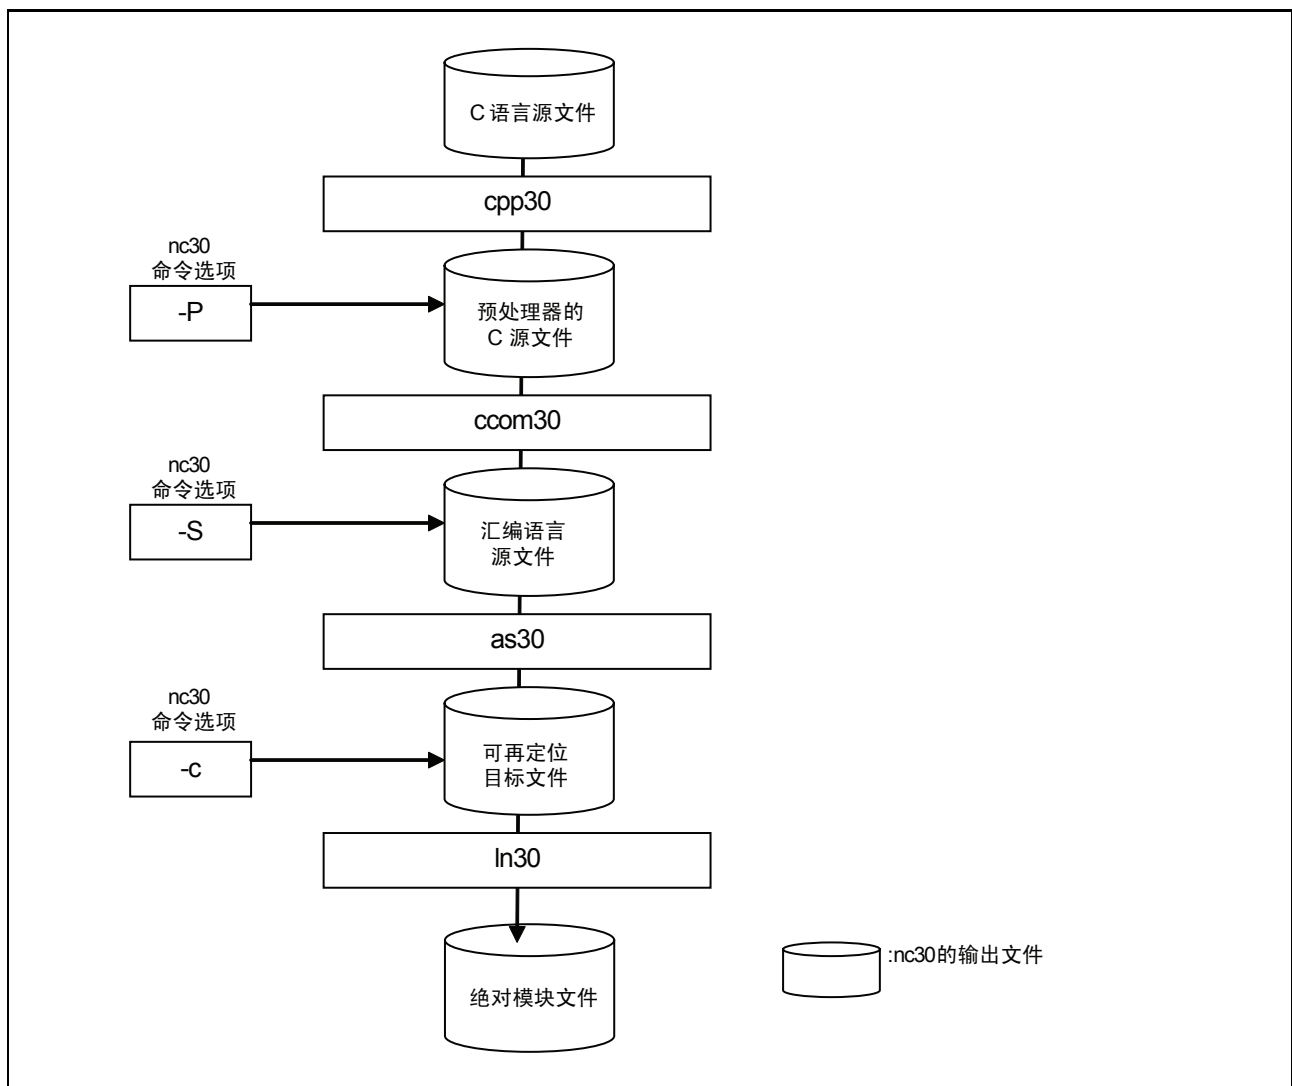 C 语言源文件
cpp30
nc30
命令选项
-P
预处理器的
C 源文件
ccom30
nc30
命令选项
-S
汇编语言
源文件
as30
nc30
命令选项
-c
可再定位
目标文件
ln30
绝对模块文件
:nc30的输出文件